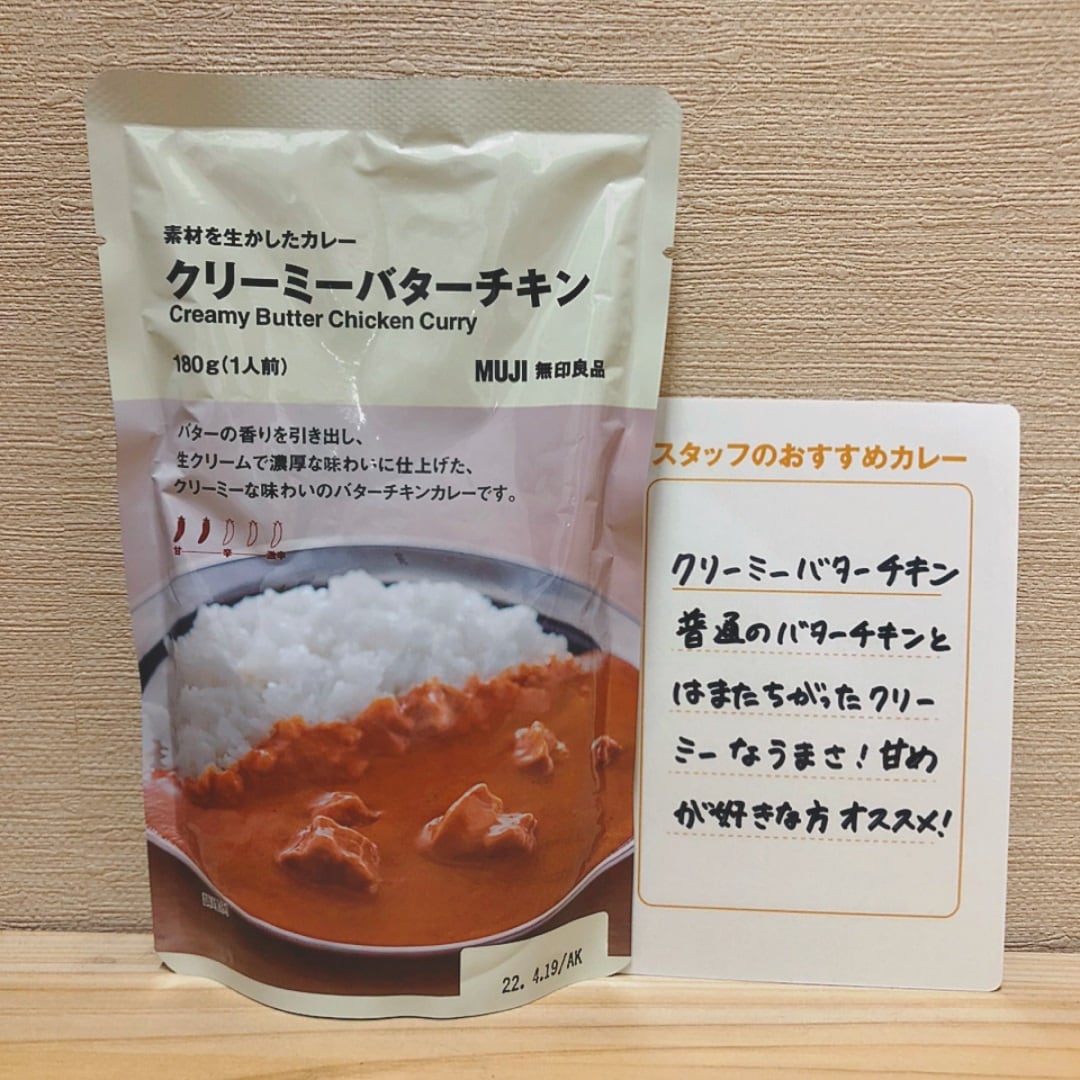 素材を生かしたカレー
クリーミーバターチキン
Creamy Butter Chicken Curry
180g(1人前)
MUJI 無印良品
バターの香りを引き出し、
生クリームで濃厚な味わいに仕上げた、
クリーミーな味わいのバターチキンカレーです。
甘 辛 激辛
22. 4.19/AK
スタッフのおすすめカレー
クリーミーバターチキン
普通のバターチキンと
はまたちがったクリー
ミーなうまさ!甘め
が好きな方オススメ!